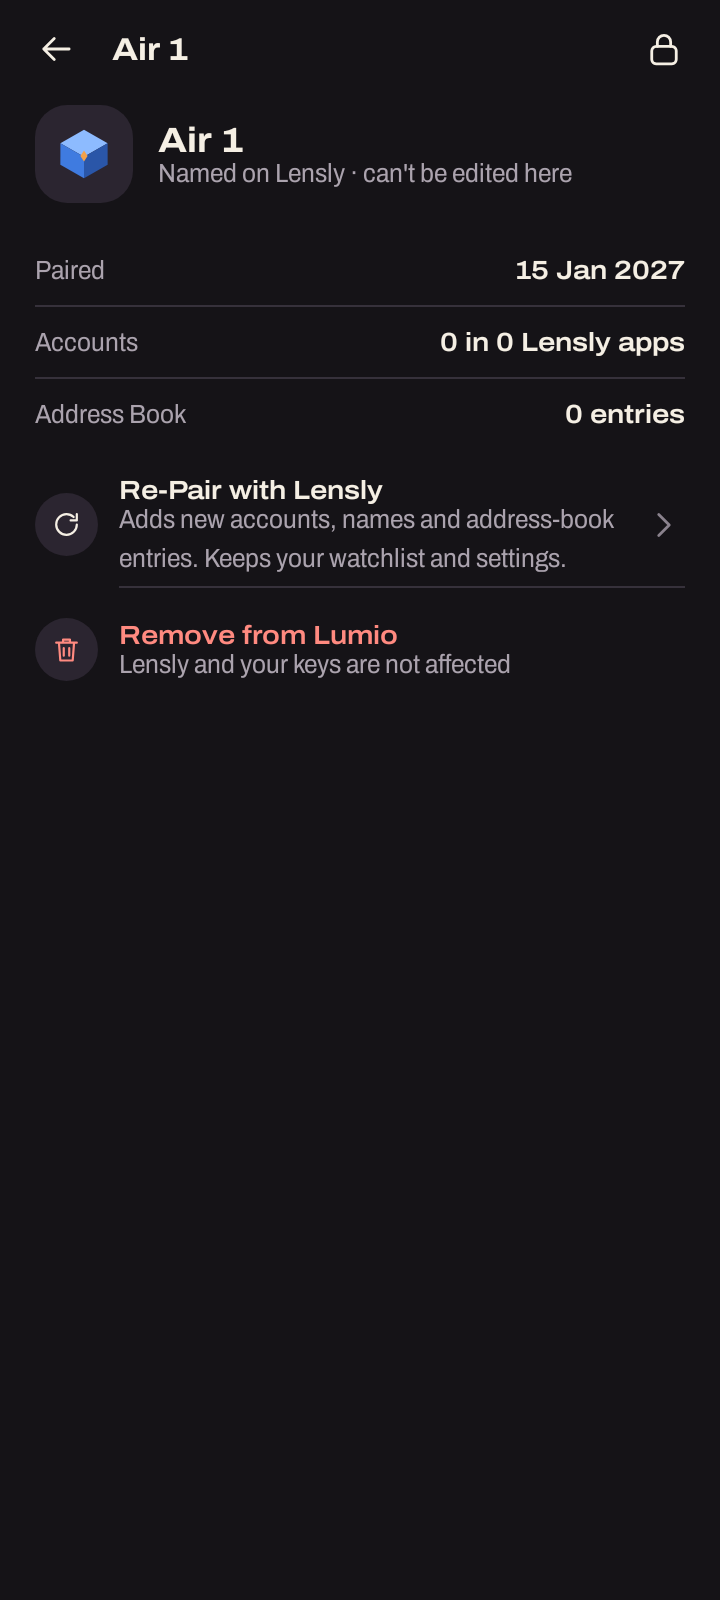 Air 1
Air 1
Named on Lensly · can't be edited here
Paired
15 Jan 2027
Accounts
0 in 0 Lensly apps
Address Book
0 entries
Re-Pair with Lensly
Adds new accounts, names and address-book
entries. Keeps your watchlist and settings.
Remove from Lumio
Lensly and your keys are not affected